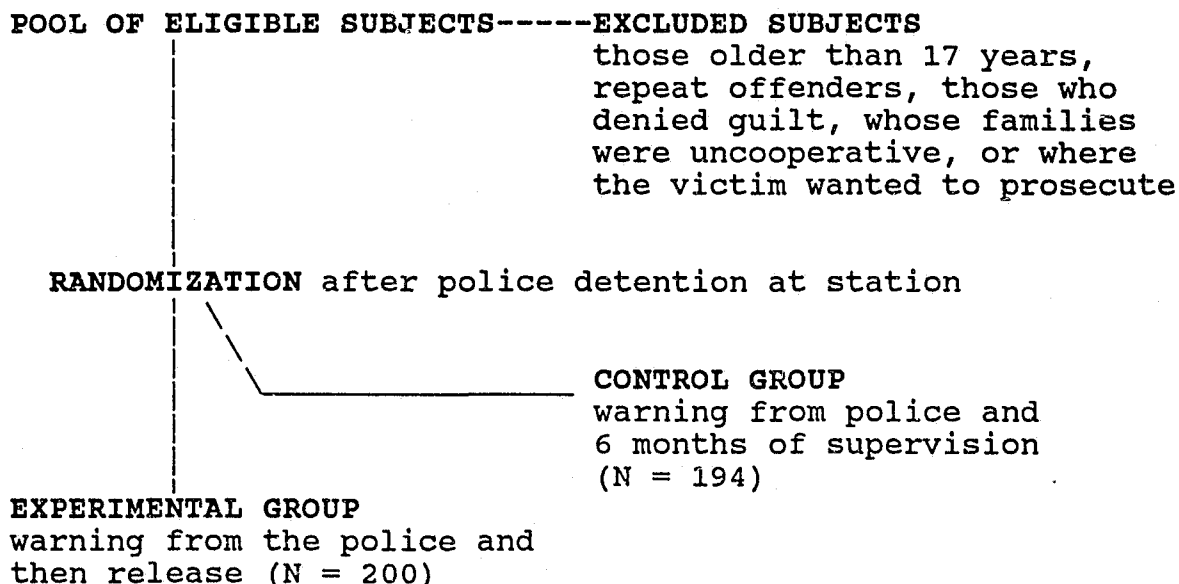 POOL OF ELIGIBLE SUBJECTS-----EXCLUDED SUBJECTS
those older than 17 years,
repeat offenders, those who
denied guilt, whose families
were uncooperative, or where
the victim wanted to prosecute
RANDOMIZATION after police detention at station
CONTROL GROUP
warning from police and
6 months of supervision
(N = 194)
EXPERIMENTAL GROUP
warning from the police and
then release (N = 200)